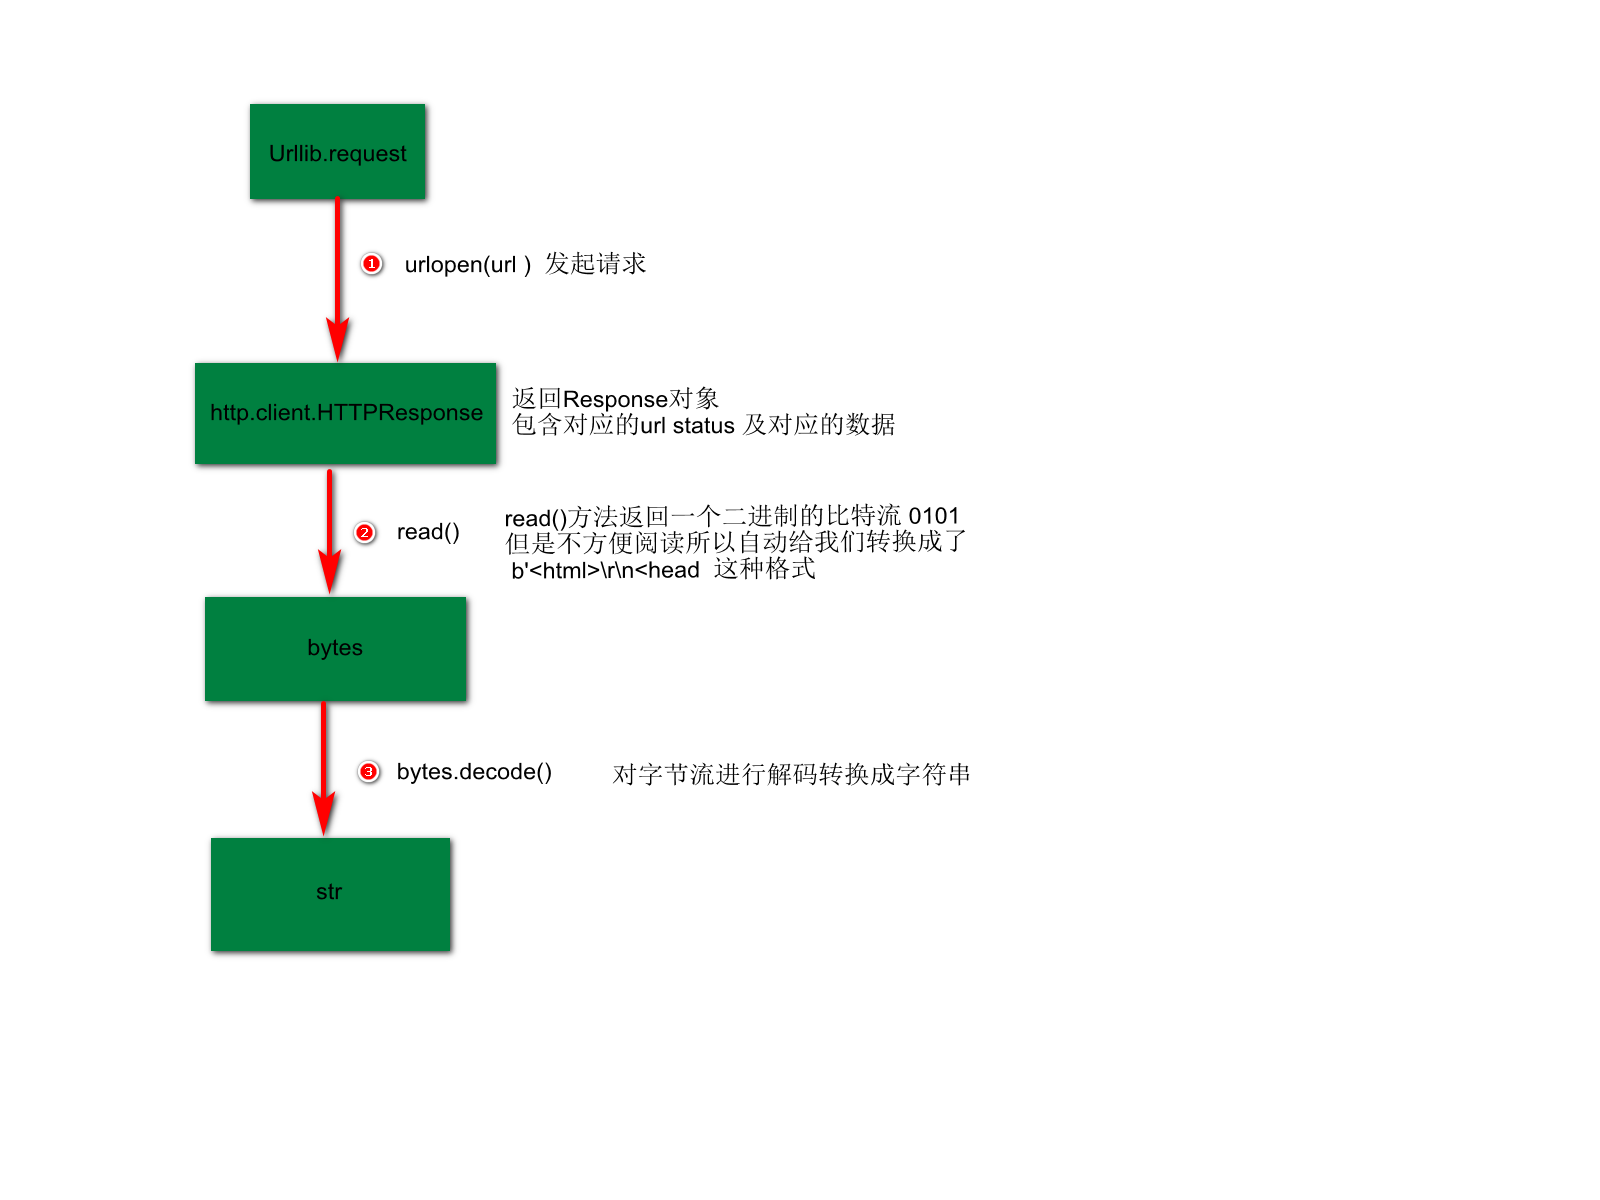 Urllib.request
1 urlopen(url ) 发起请求
http.client.HTTPResponse
返回Response对象
包含对应的url status 及对应的数据
2 read()
read()方法返回一个二进制的比特流 0101
但是不方便阅读所以自动给我们转换成了
b'<html>\r\n<head 这种格式
bytes
3 bytes.decode() 对字节流进行解码转换成字符串
str